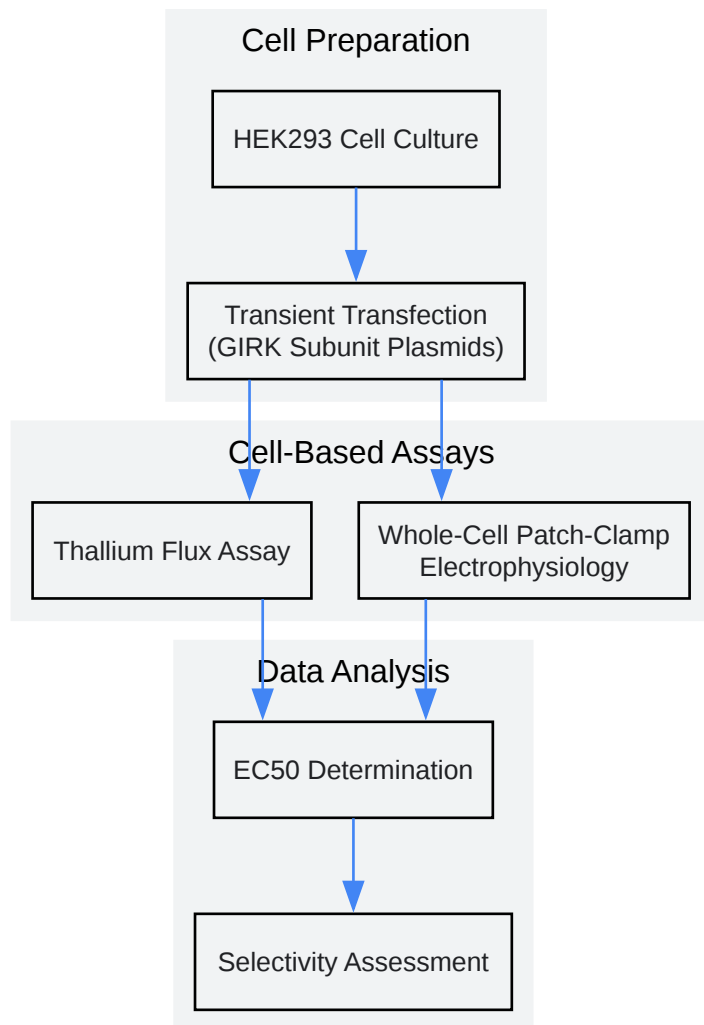 Cell Preparation
HEK293 Cell Culture
Transient Transfection
(GIRK Subunit Plasmids)
Cell-Based Assays
Thallium Flux Assay
Whole-Cell Patch-Clamp
Electrophysiology
Data Analysis
EC50 Determination
Selectivity Assessment